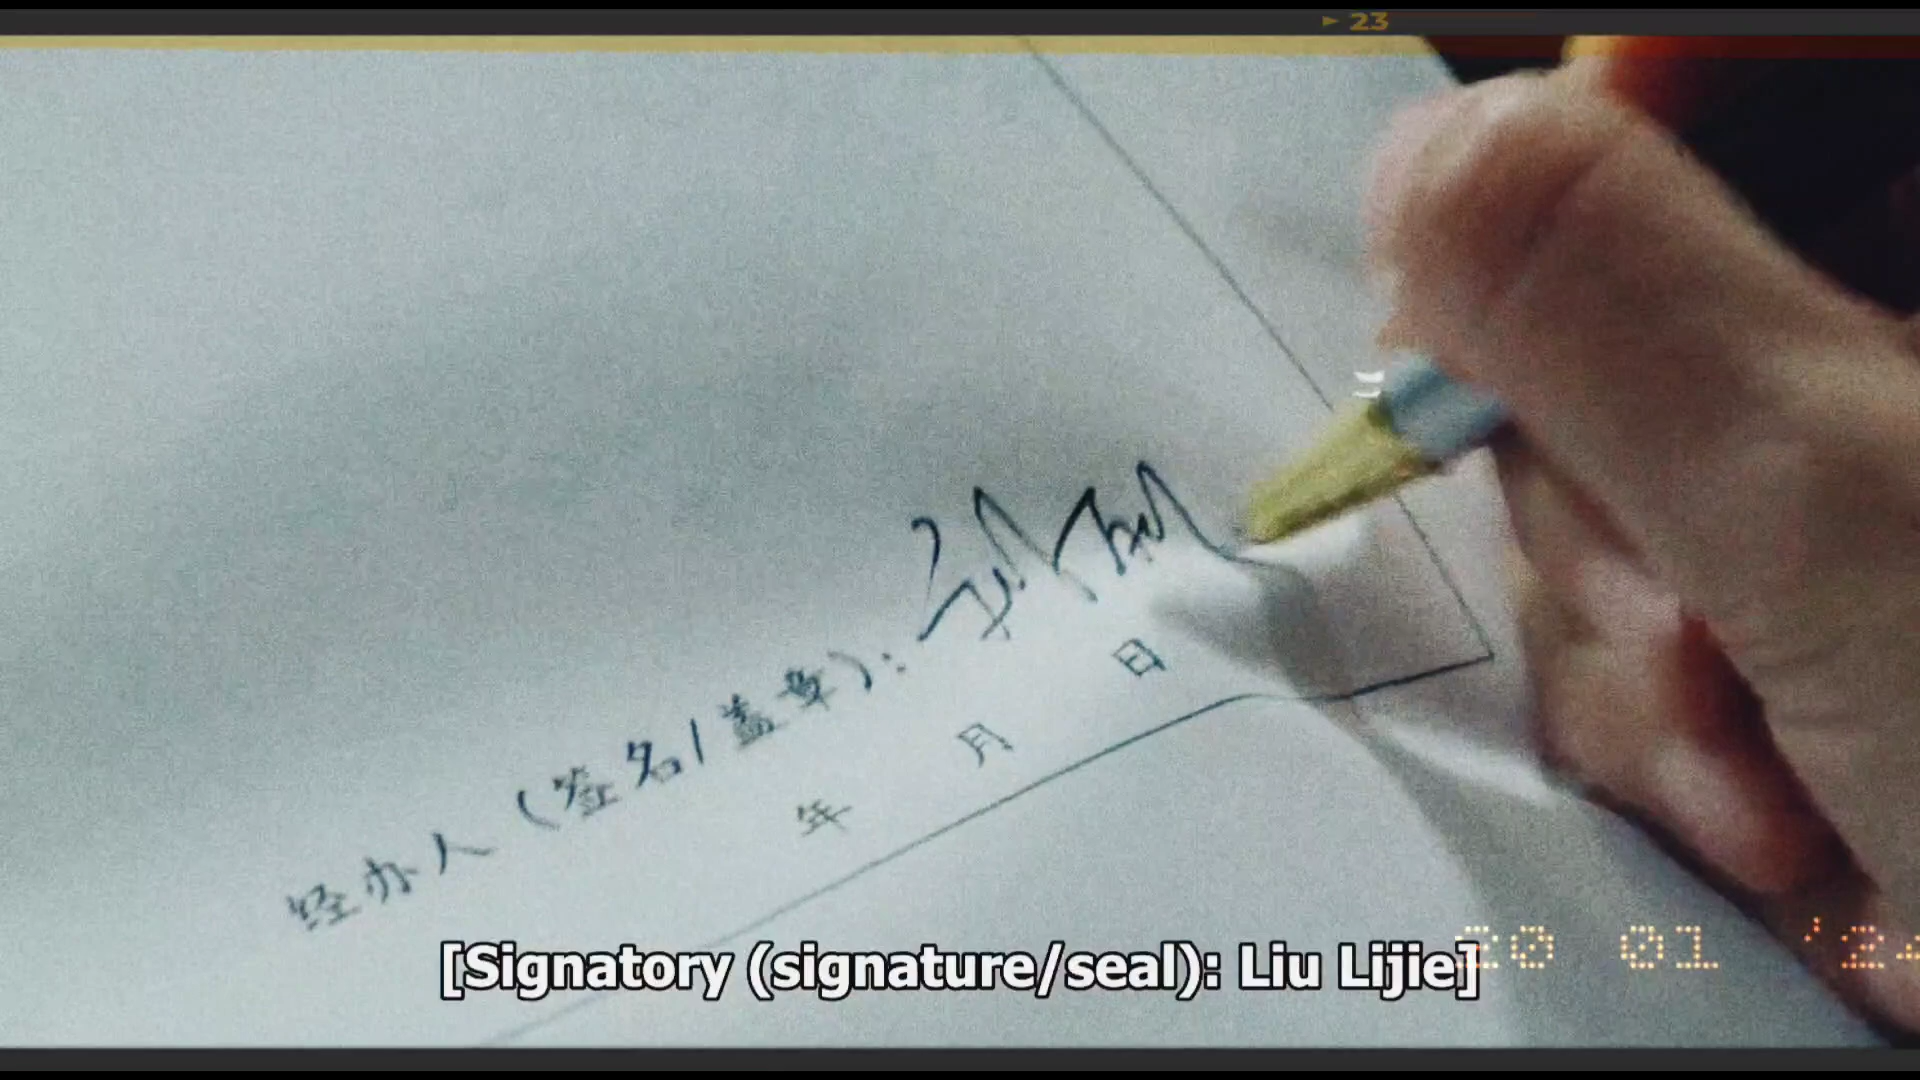 ► 23
经办人(签名/盖章):
年 月 日
[Signatory (signature/seal): Liu Lijie]
20 01 '24